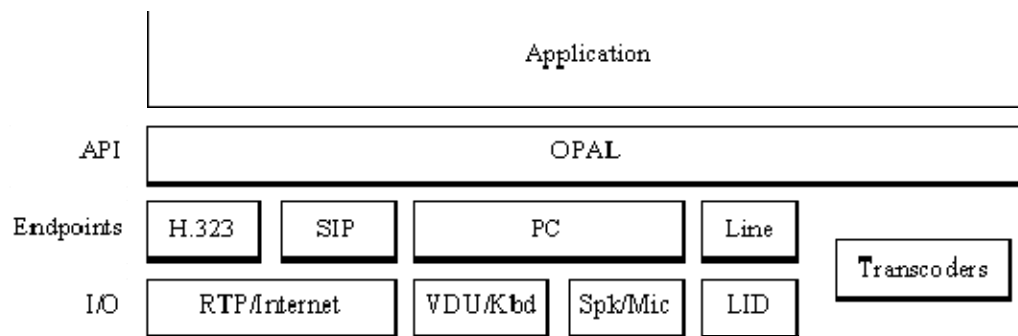 Application
API OPAL
Endpoints H.323 SIP PC Line
Transcoders
I/O RTP/Internet VDU/Kbd Spk/Mic LID